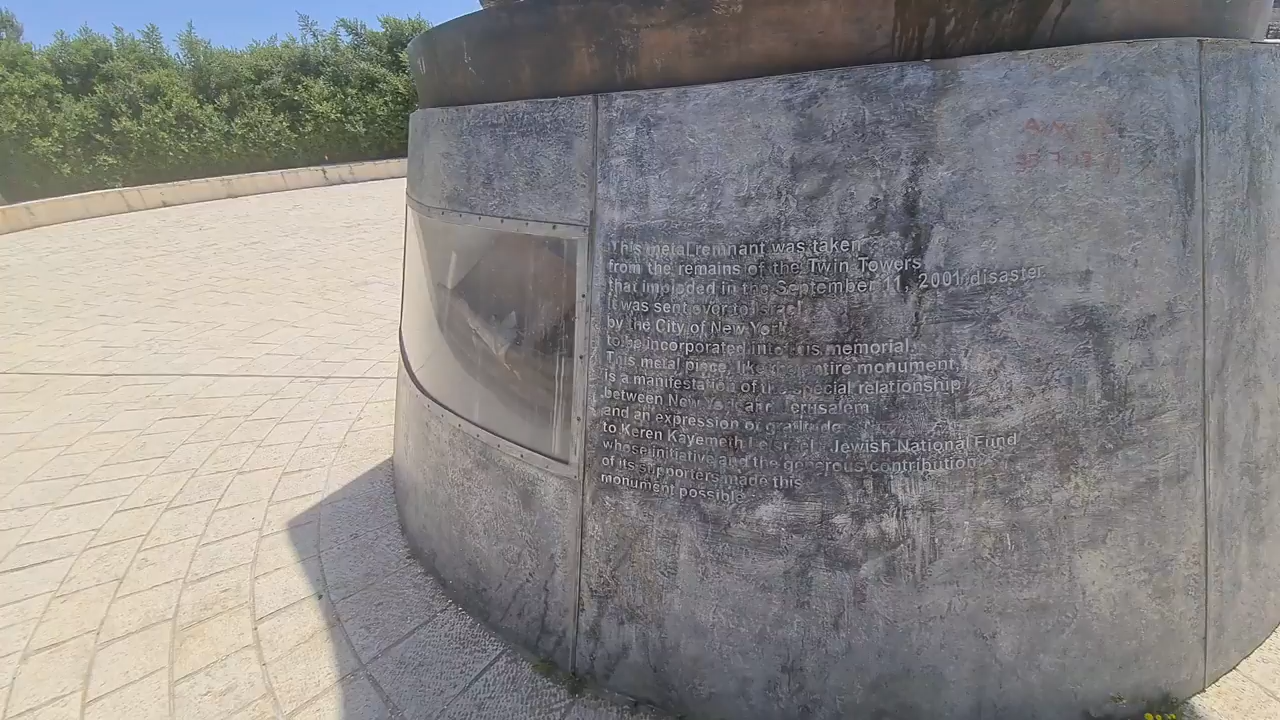 This metal remnant was taken
from the remains of the Twin Towers
that imploded in the September 11, 2001 disaster
It was sent over to Israel
by the City of New York
to be incorporated into this memorial.
This metal piece, like the entire monument,
is a manifestation of the special relationship
between New York and Jerusalem
and an expression of gratitude
to Keren Kayemeth LeIsrael - Jewish National Fund
whose initiative and the generous contribution
of its supporters made this
monument possible.